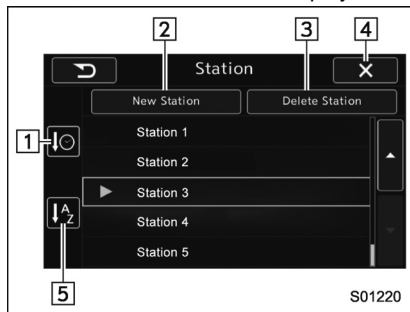 2
3
4
Station
X
New Station
Delete Station
1
Station 1
Station 2
Station 3
Station 4
Station 5
A
Z
5
S01220